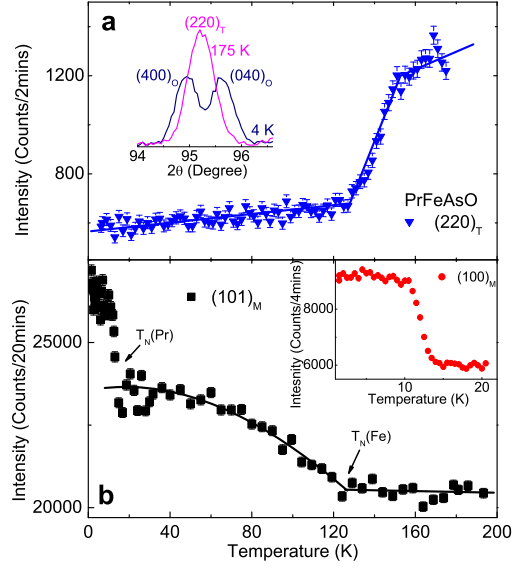 a
Intensity (Counts/2mins)
1200
800
(220)T
175 K
(400)O
(040)O
4 K
94 95 96
2θ (Degree)
PrFeAsO
(220)T
b
Intensity (Counts/20mins)
25000
20000
(101)M
TN(Pr)
TN(Fe)
Intesnity (Counts/4mins)
8000
6000
(100)M
0 10 20
Temperature (K)
0 40 80 120 160 200
Temperature (K)